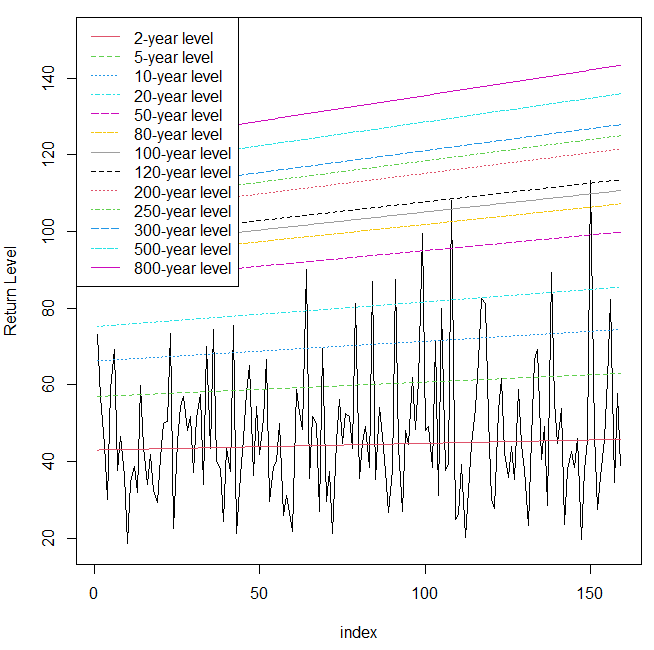 2-year level
5-year level
10-year level
20-year level
50-year level
80-year level
100-year level
120-year level
200-year level
250-year level
300-year level
500-year level
800-year level
Return Level
140
120
100
80
60
40
20
0 50 100 150
index